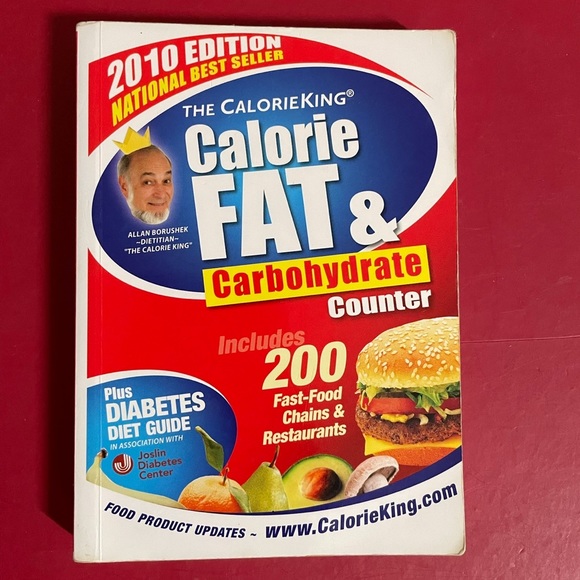 2010 EDITION
NATIONAL BEST SELLER
THE CALORIEKING®
Calorie
FAT &
Carbohydrate
Counter
ALLAN BORUSHEK
~DIETITIAN~
"THE CALORIE KING"
Includes
200
Fast-Food
Chains &
Restaurants
Plus
DIABETES
DIET GUIDE
IN ASSOCIATION WITH
J
Joslin
Diabetes
Center
FOOD PRODUCT UPDATES ~ www.CalorieKing.com